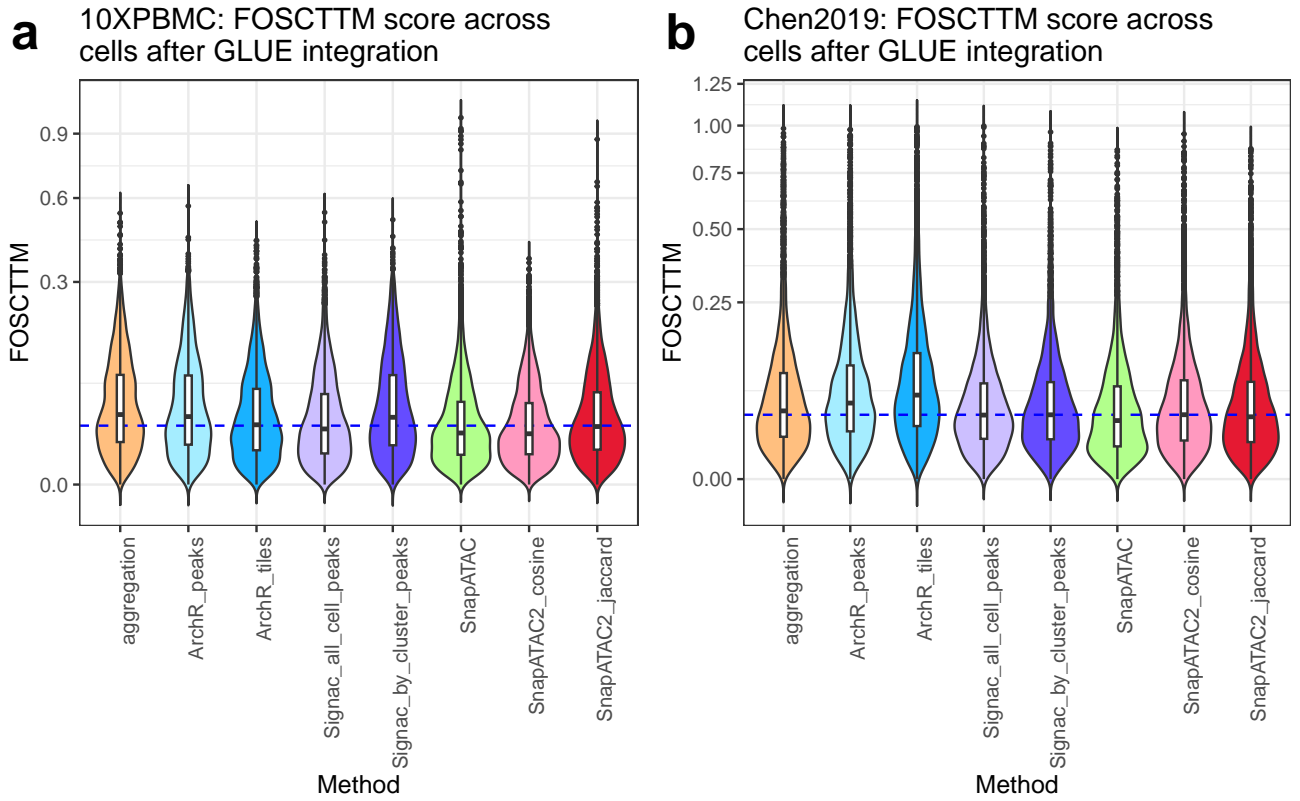 a
10XPBMC: FOSCTTM score across
cells after GLUE integration
FOSCTTM
0.9
0.6
0.3
0.0
aggregation
ArchR_peaks
ArchR_tiles
Signac_all_cell_peaks
Signac_by_cluster_peaks
SnapATAC
SnapATAC2_cosine
SnapATAC2_jaccard
Method
b
Chen2019: FOSCTTM score across
cells after GLUE integration
FOSCTTM
1.25
1.00
0.75
0.50
0.25
0.00
aggregation
ArchR_peaks
ArchR_tiles
Signac_all_cell_peaks
Signac_by_cluster_peaks
SnapATAC
SnapATAC2_cosine
SnapATAC2_jaccard
Method